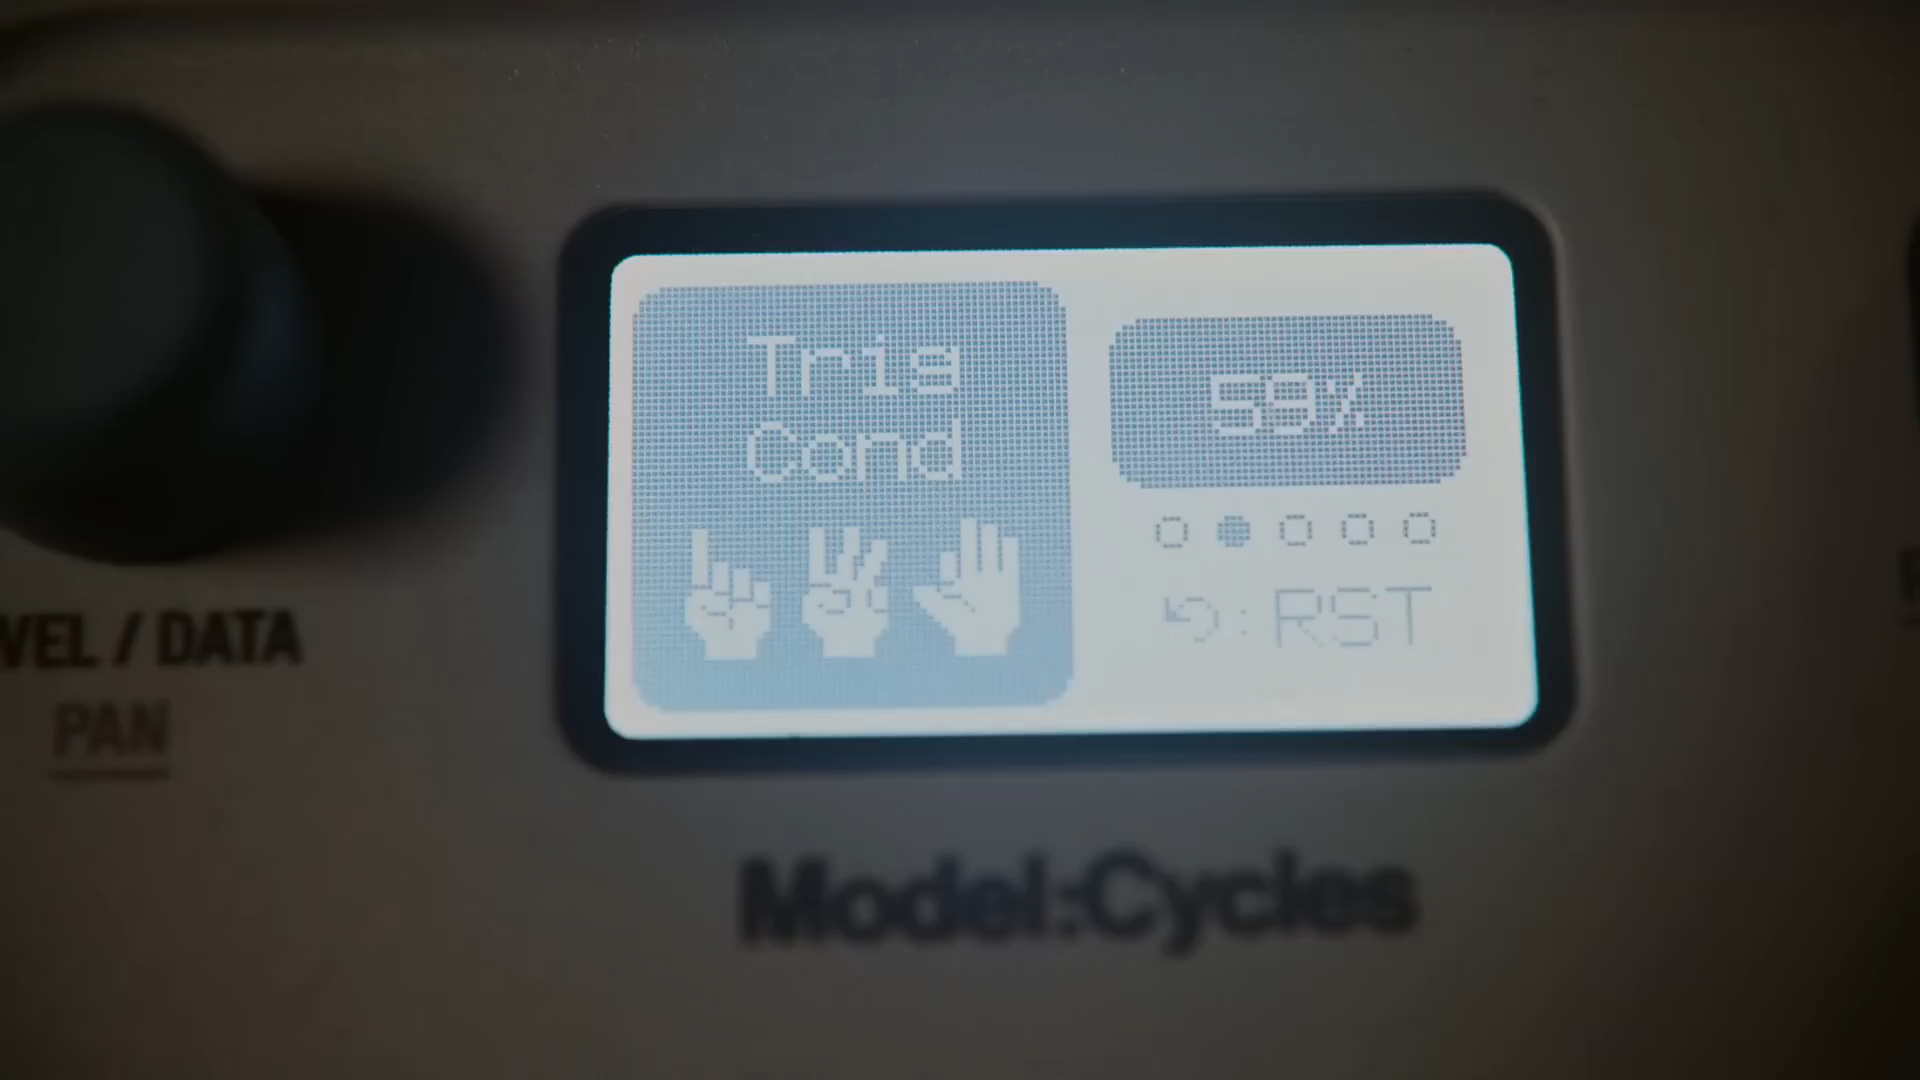 Trig
Cond
59%
: RST
VEL / DATA
PAN
Model:Cycles